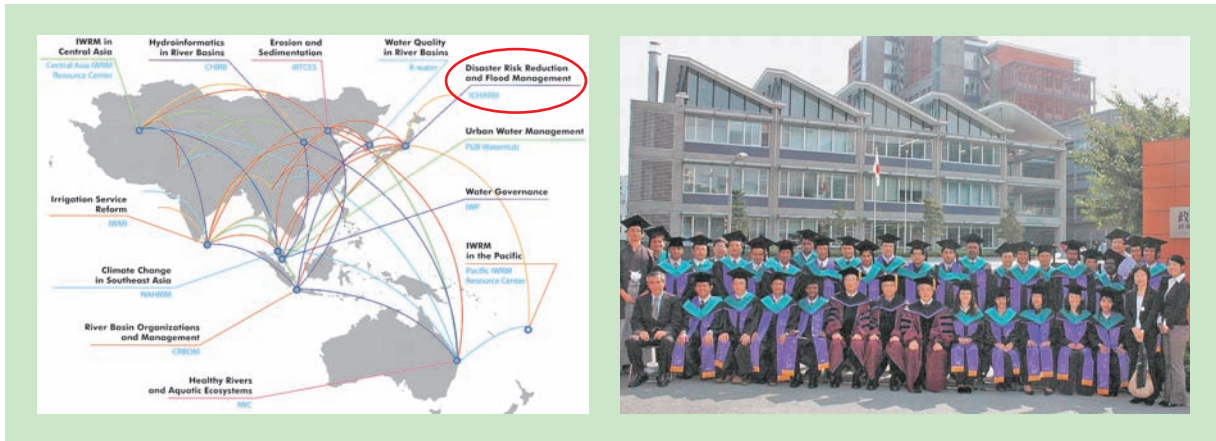 IWRM in
Central Asia
Central Asia IWRM
Resource Center
Hydroinformatics
in River Basins
CHIRB
Erosion and
Sedimentation
IRTCES
Water Quality
in River Basins
K-water
Disaster Risk Reduction
and Flood Management
ICHARM
Urban Water Management
PUB WaterHub
Water Governance
IWP
Irrigation Service
Reform
IWMI
IWRM
in the Pacific
Pacific IWRM
Resource Center
Climate Change
in Southeast Asia
NAHRIM
River Basin Organizations
and Management
CRBOM
Healthy Rivers
and Aquatic Ecosystems
IWC
政